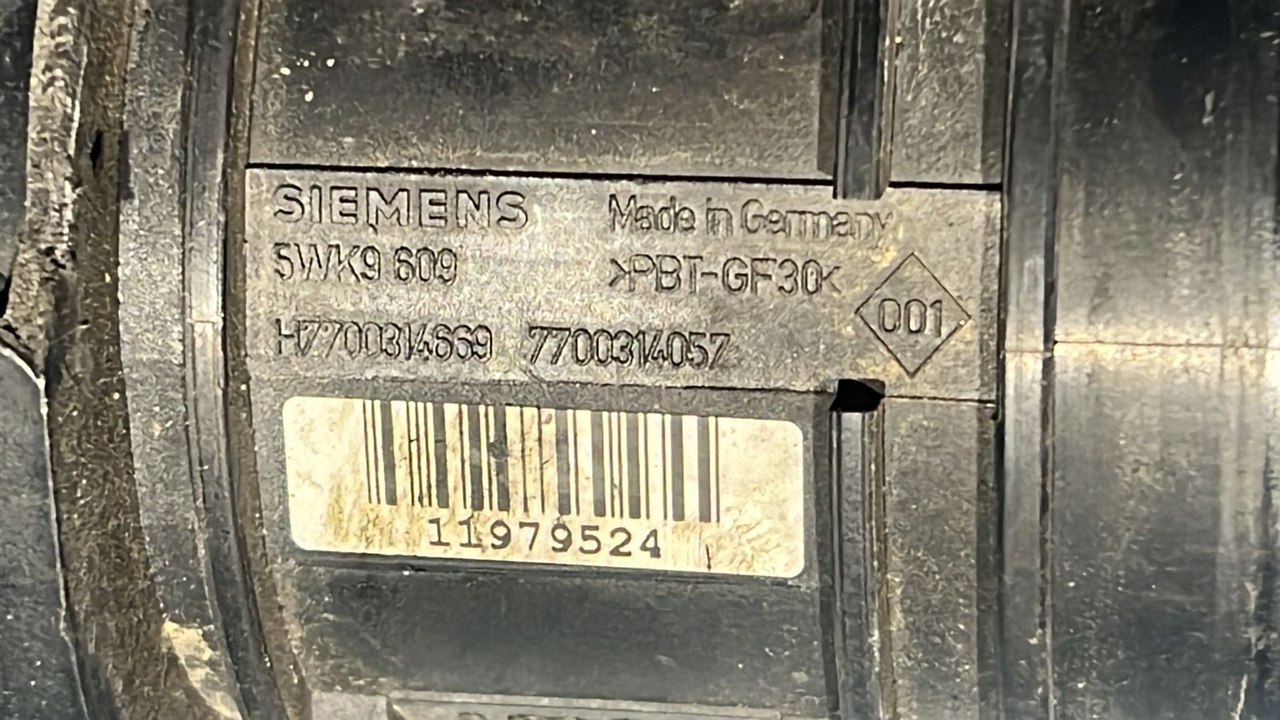 SIEMENS Made in Germany
5WK9 609 >PBT-GF30<
001
H7700314669 7700314057
11979524